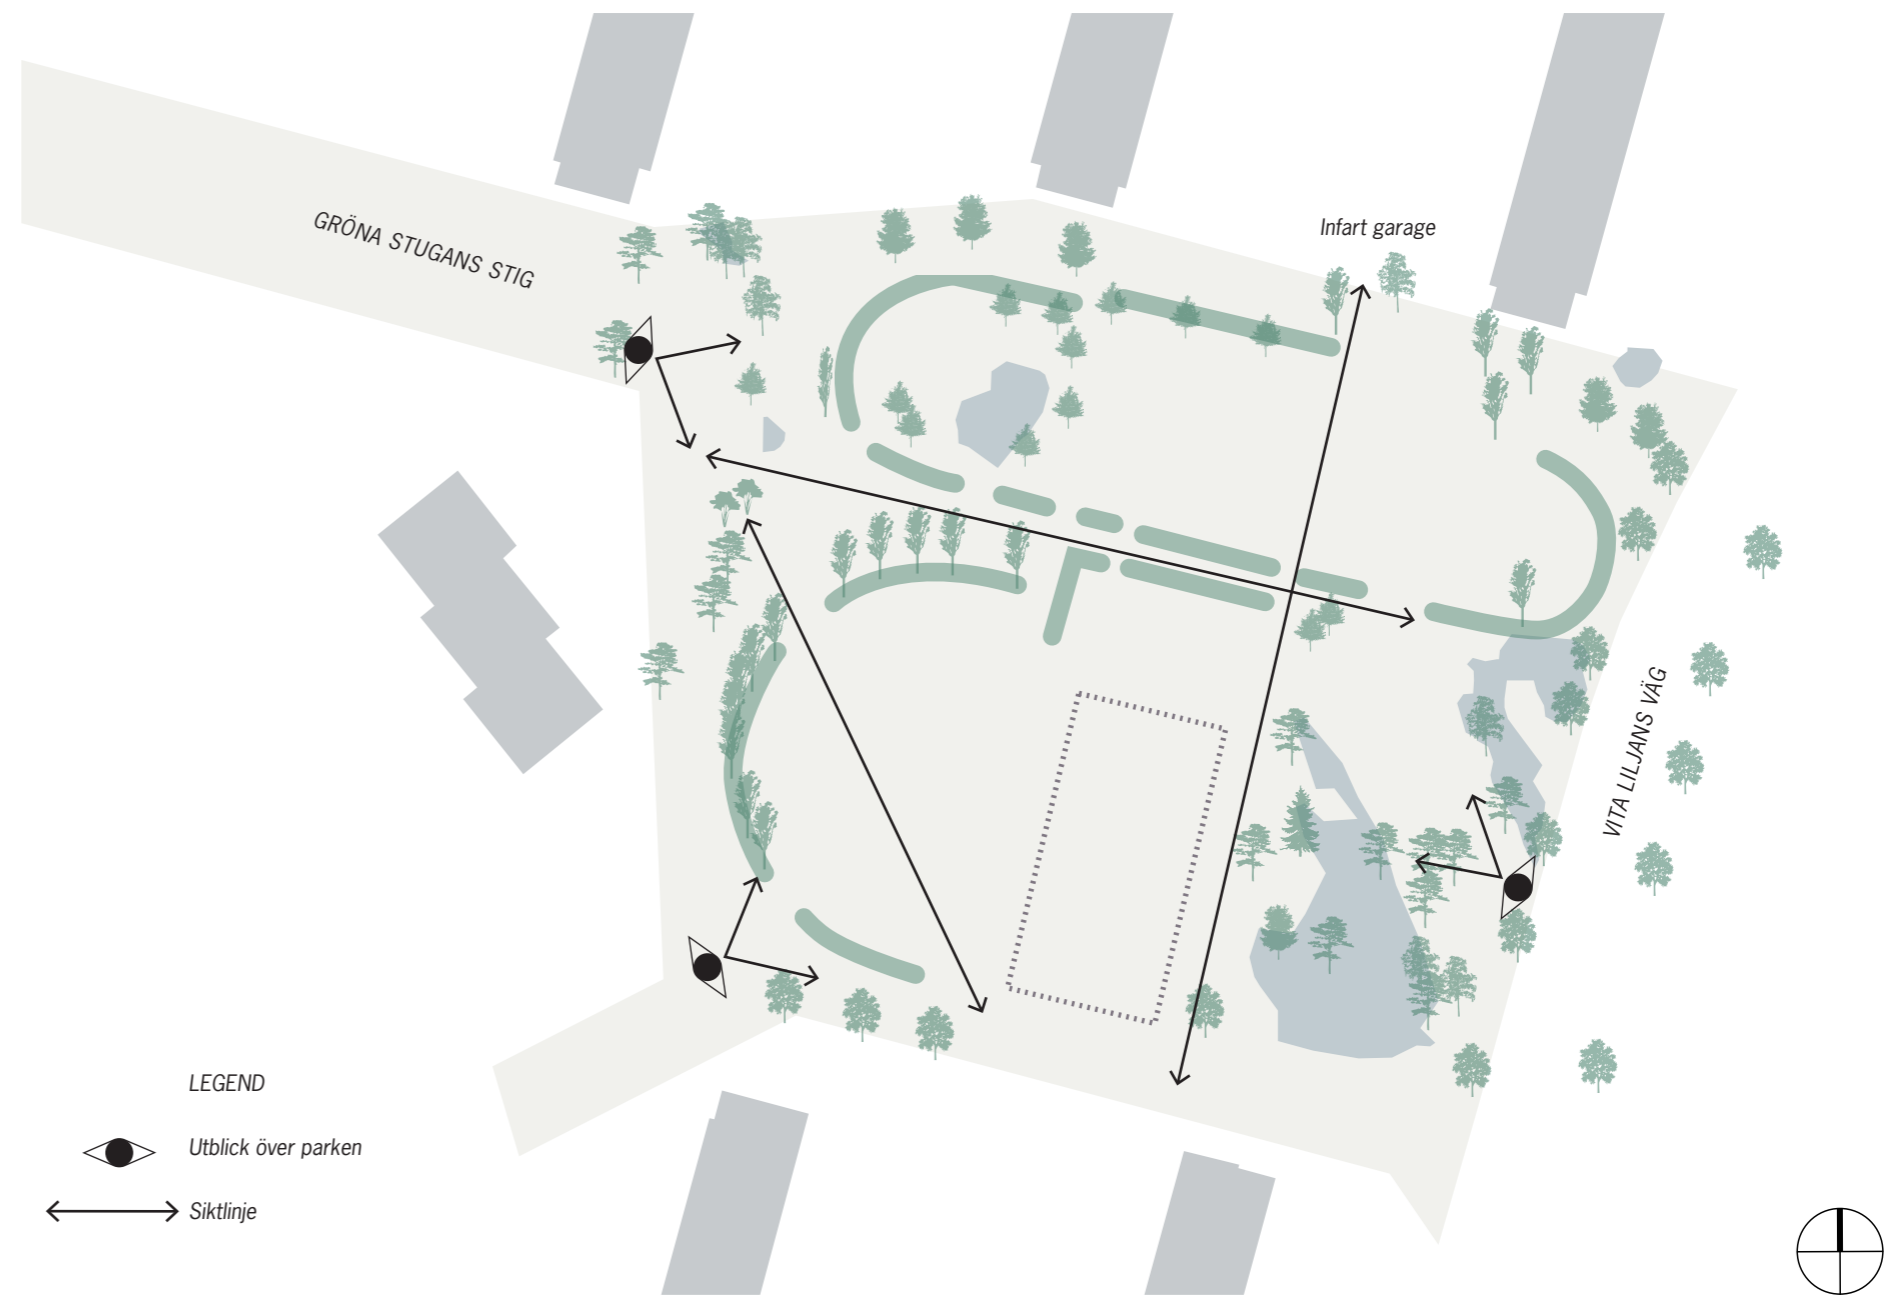 Infart garage
GRÖNA STUGANS STIG
VITA LILJANS VÄG
LEGEND
Utblick över parken
Siktlinje